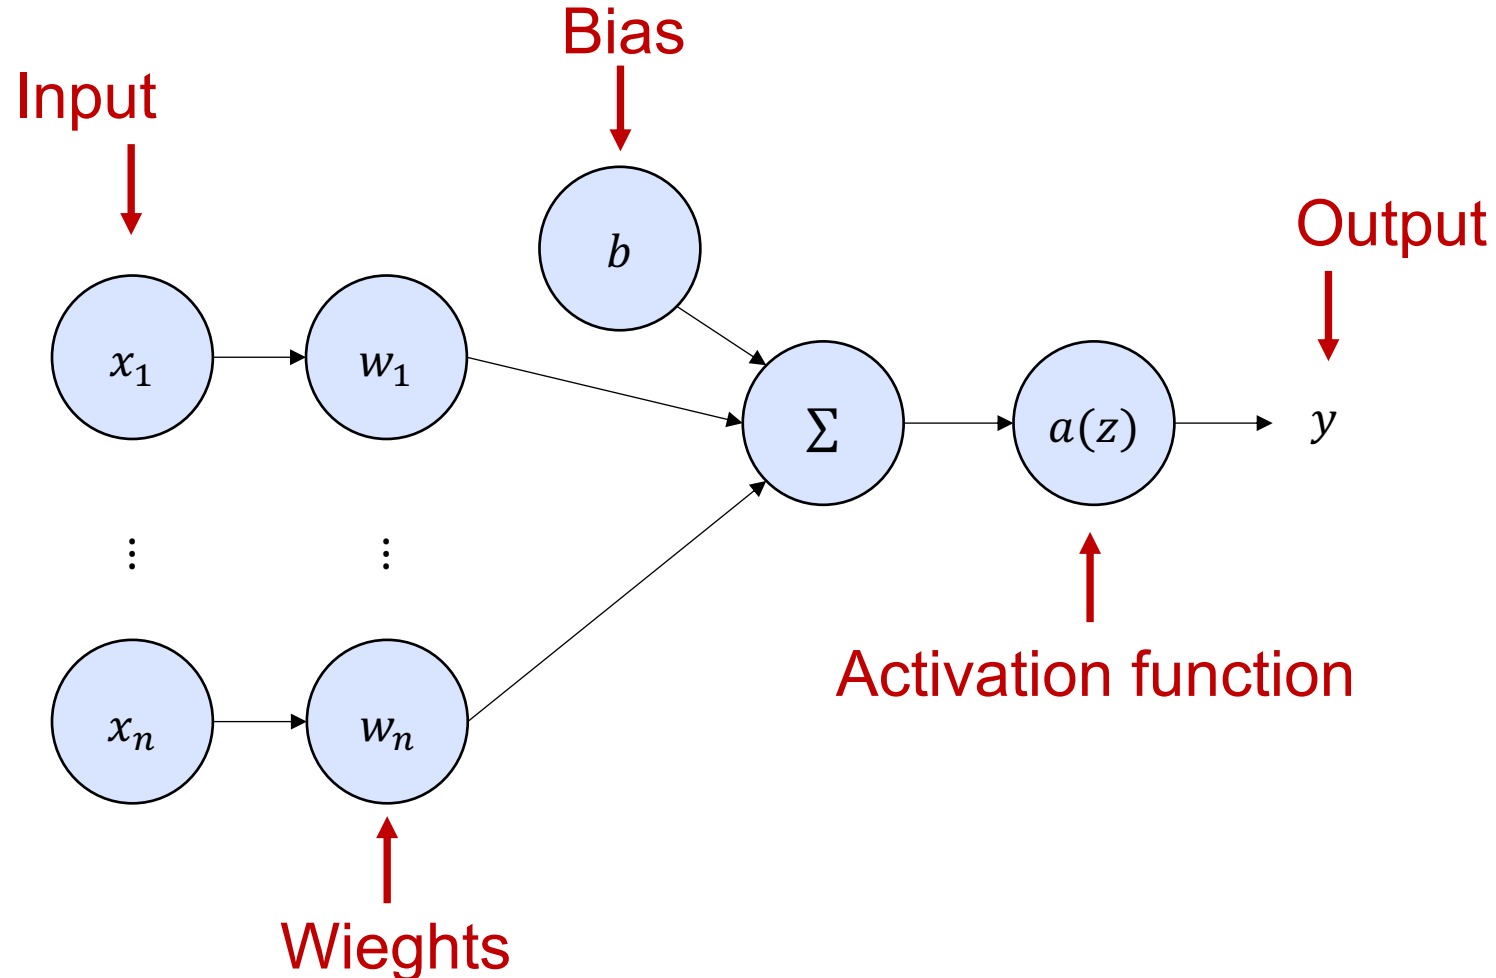 Bias
Input
Output
b
x₁ w₁
∑ a(z) y
⋮ ⋮
Activation function
xₙ wₙ
Wieghts